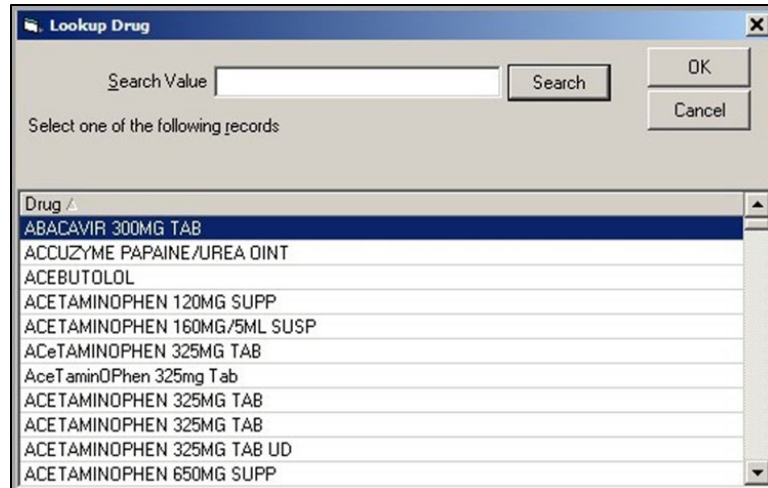 Lookup Drug
Search Value
Search
OK
Cancel
Select one of the following records
Drug
ABACAVIR 300MG TAB
ACCUZYME PAPAINE/UREA OINT
ACEBUTOLOL
ACETAMINOPHEN 120MG SUPP
ACETAMINOPHEN 160MG/5ML SUSP
ACeTAMINOPHEN 325MG TAB
AceTaminOPhen 325mg Tab
ACETAMINOPHEN 325MG TAB
ACETAMINOPHEN 325MG TAB
ACETAMINOPHEN 325MG TAB UD
ACETAMINOPHEN 650MG SUPP